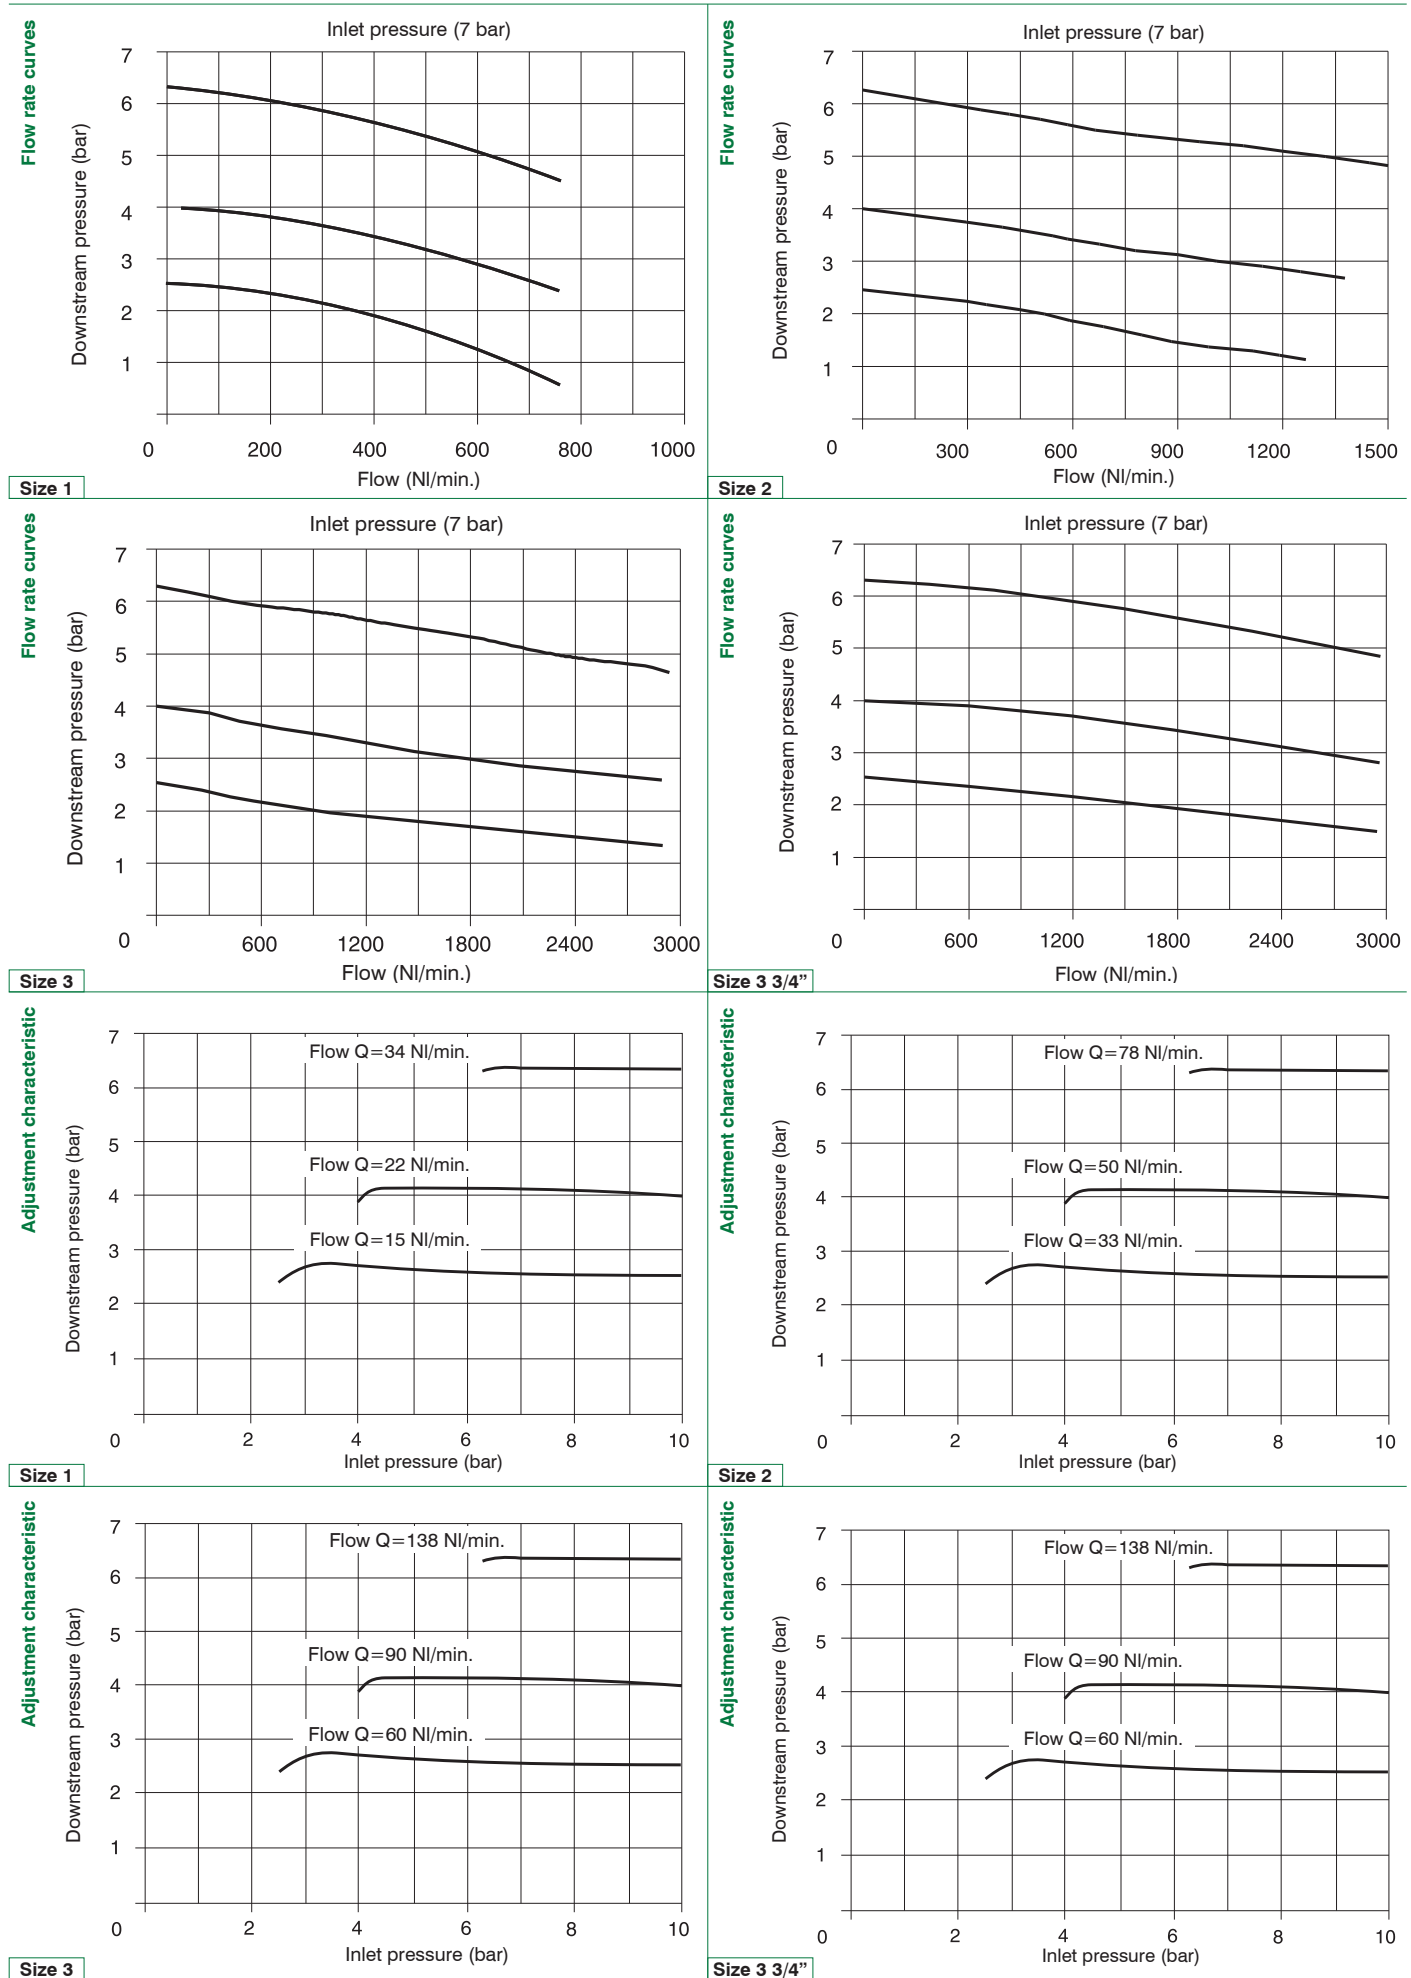 Flow rate curves
Inlet pressure (7 bar)
Downstream pressure (bar)
7
6
5
4
3
2
1
0 200 400 600 800 1000
Flow (Nl/min.)
Size 1
Flow rate curves
Inlet pressure (7 bar)
Downstream pressure (bar)
7
6
5
4
3
2
1
0 300 600 900 1200 1500
Flow (Nl/min.)
Size 2
Flow rate curves
Inlet pressure (7 bar)
Downstream pressure (bar)
7
6
5
4
3
2
1
0 600 1200 1800 2400 3000
Flow (Nl/min.)
Size 3
Flow rate curves
Inlet pressure (7 bar)
Downstream pressure (bar)
7
6
5
4
3
2
1
0 600 1200 1800 2400 3000
Flow (Nl/min.)
Size 3 3/4”
Adjustment characteristic
Downstream pressure (bar)
7
6
5
4
3
2
1
Flow Q=34 Nl/min.
Flow Q=22 Nl/min.
Flow Q=15 Nl/min.
0 2 4 6 8 10
Inlet pressure (bar)
Size 1
Adjustment characteristic
Downstream pressure (bar)
7
6
5
4
3
2
1
Flow Q=78 Nl/min.
Flow Q=50 Nl/min.
Flow Q=33 Nl/min.
0 2 4 6 8 10
Inlet pressure (bar)
Size 2
Adjustment characteristic
Downstream pressure (bar)
7
6
5
4
3
2
1
Flow Q=138 Nl/min.
Flow Q=90 Nl/min.
Flow Q=60 Nl/min.
0 2 4 6 8 10
Inlet pressure (bar)
Size 3
Adjustment characteristic
Downstream pressure (bar)
7
6
5
4
3
2
1
Flow Q=138 Nl/min.
Flow Q=90 Nl/min.
Flow Q=60 Nl/min.
0 2 4 6 8 10
Inlet pressure (bar)
Size 3 3/4”